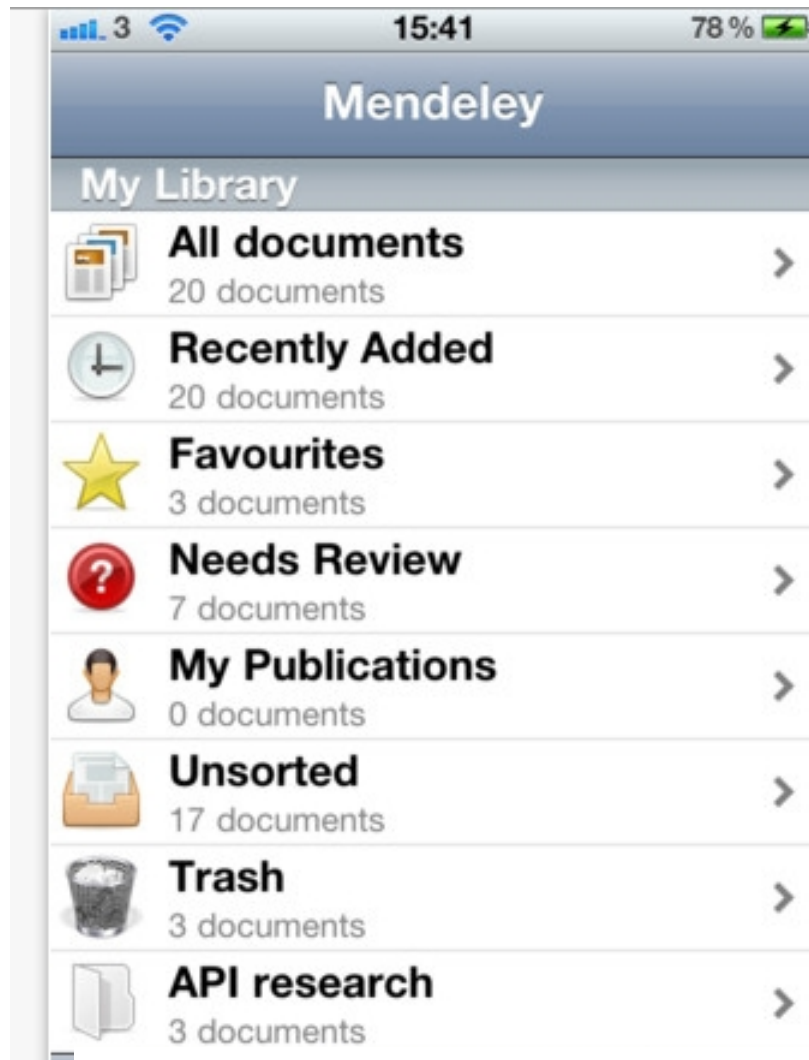 3 15:41 78 %
Mendeley
My Library
All documents
20 documents
Recently Added
20 documents
Favourites
3 documents
? Needs Review
7 documents
My Publications
0 documents
Unsorted
17 documents
Trash
3 documents
API research
3 documents